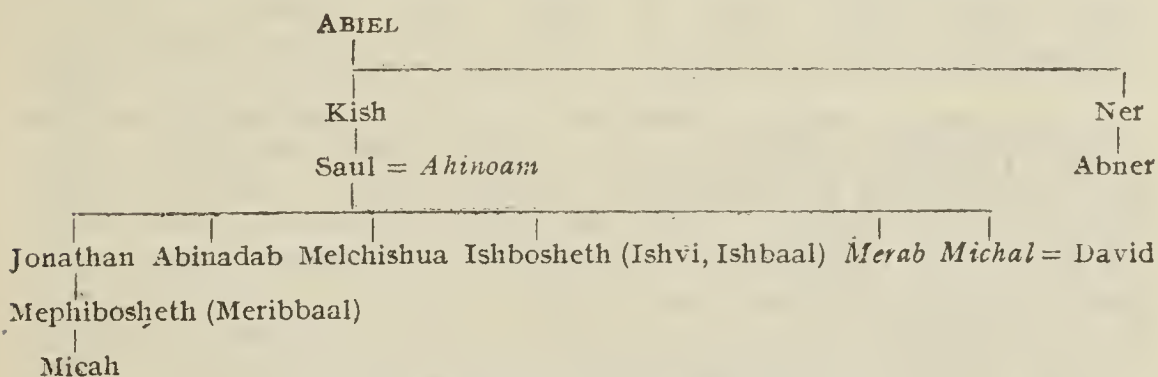 ABIEL
Kish Ner
Saul = Ahinoam Abner
Jonathan Abinadab Melchishua Ishbosheth (Ishvi, Ishbaal) Merab Michal = David
Mephibosheth (Meribbaal)
Micah